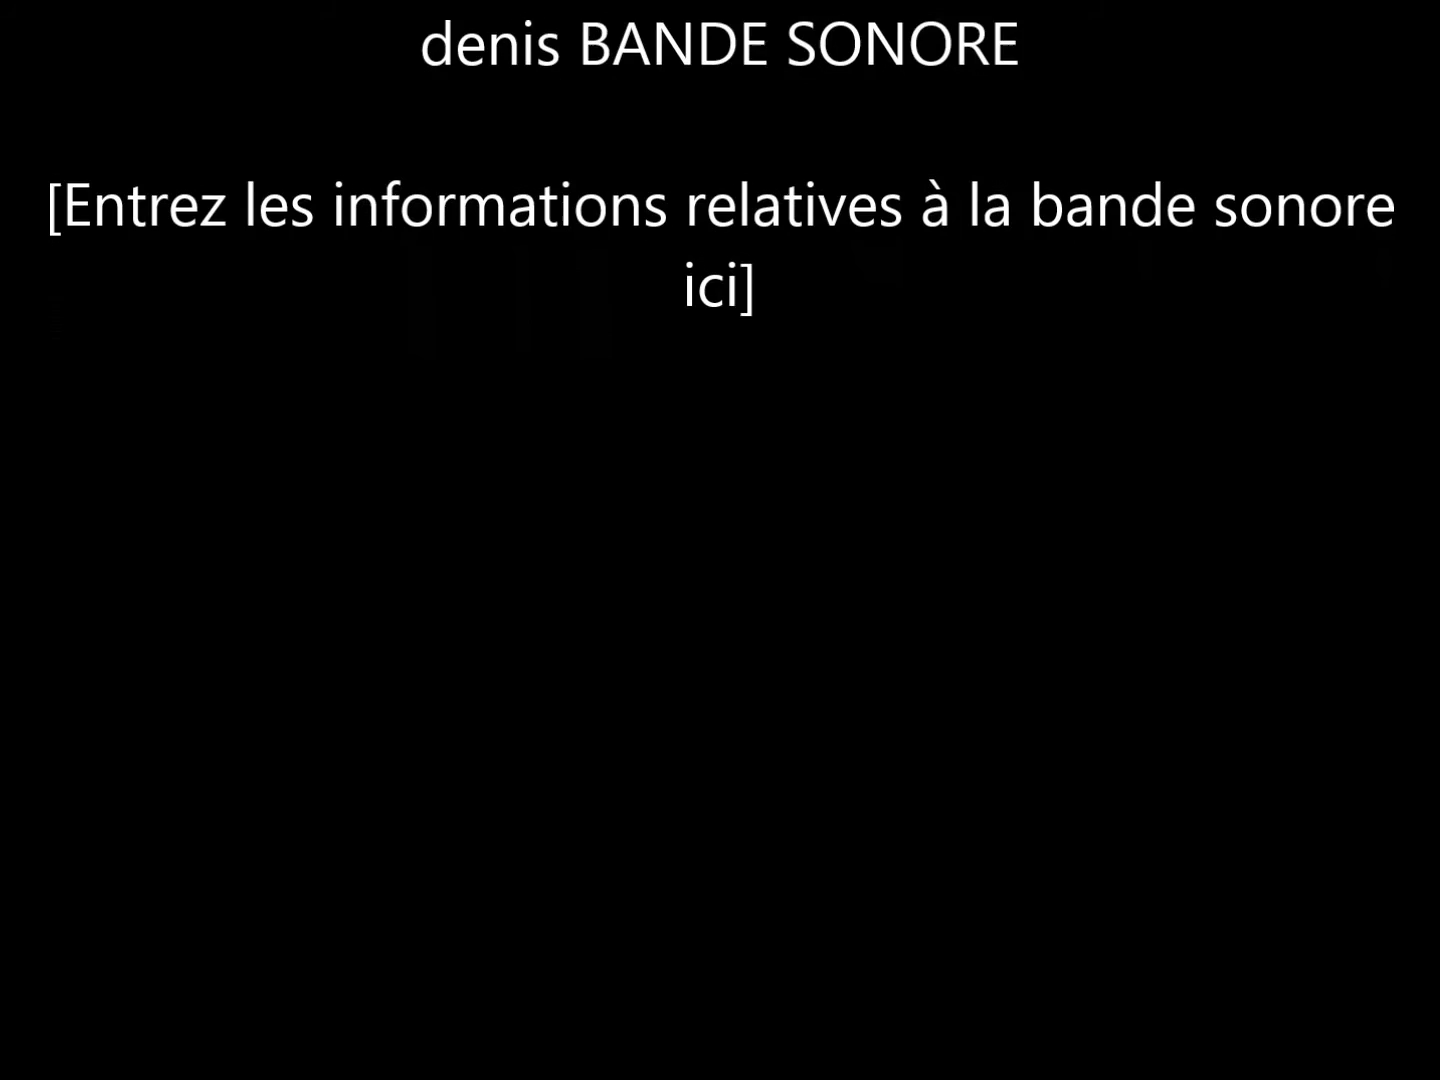 denis BANDE SONORE
[Entrez les informations relatives à la bande sonore
ici]